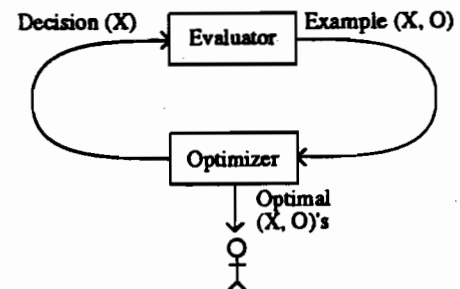 Decision (X)
Evaluator
Example (X, O)
Optimizer
Optimal
(X, O)'s